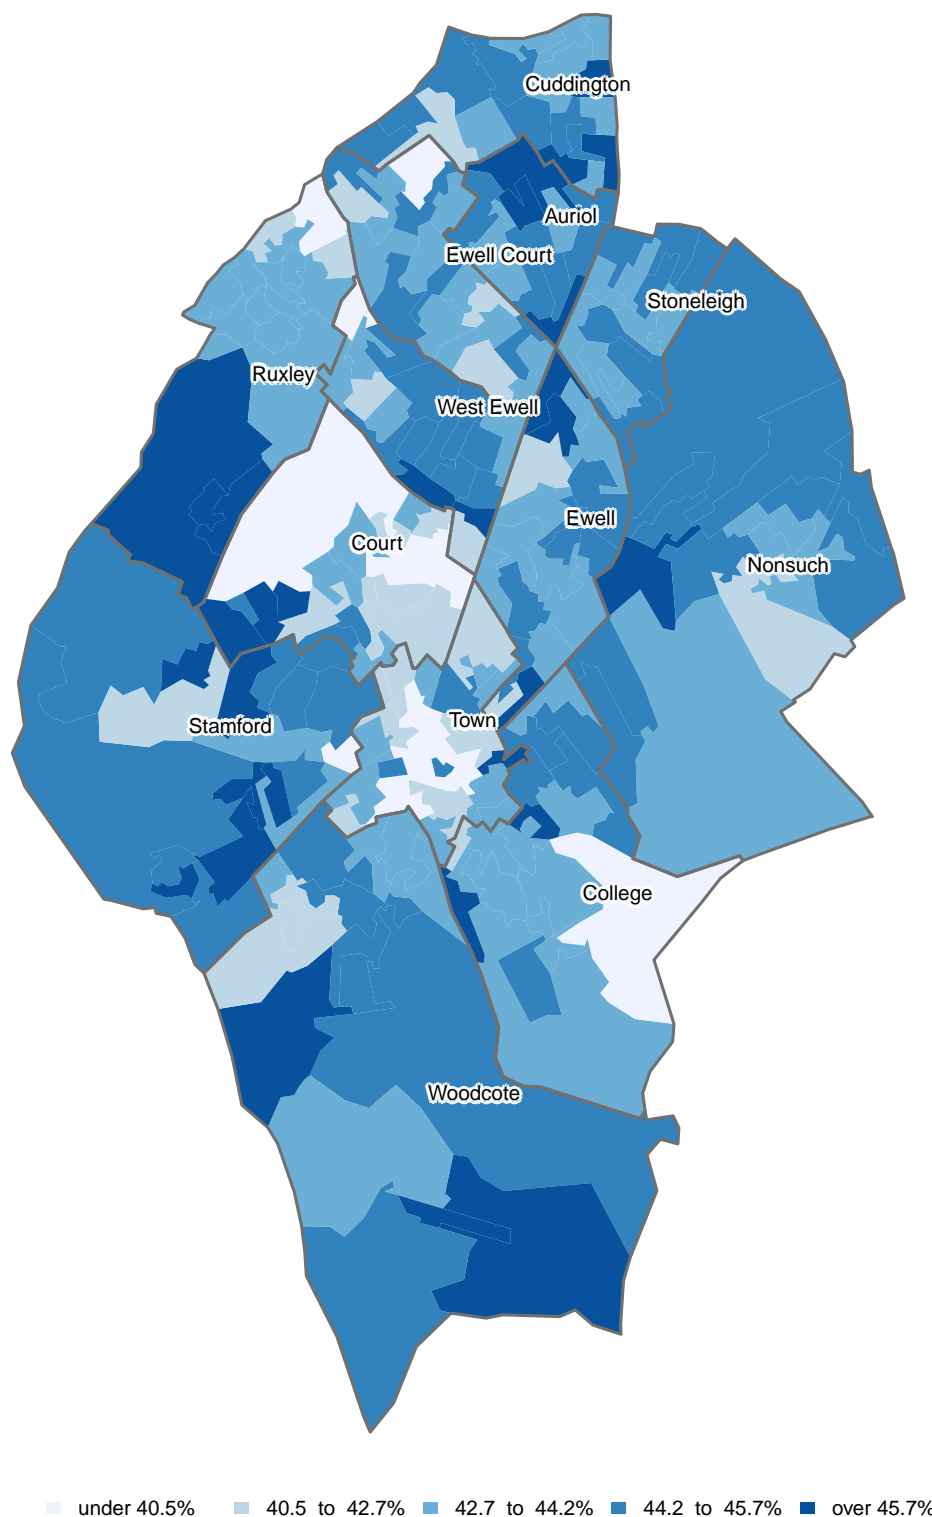 Cuddington
Auriol
Ewell Court
Stoneleigh
Ruxley
West Ewell
Ewell
Court
Nonsuch
Town
Stamford
College
Woodcote
under 40.5% 40.5 to 42.7% 42.7 to 44.2% 44.2 to 45.7% over 45.7%